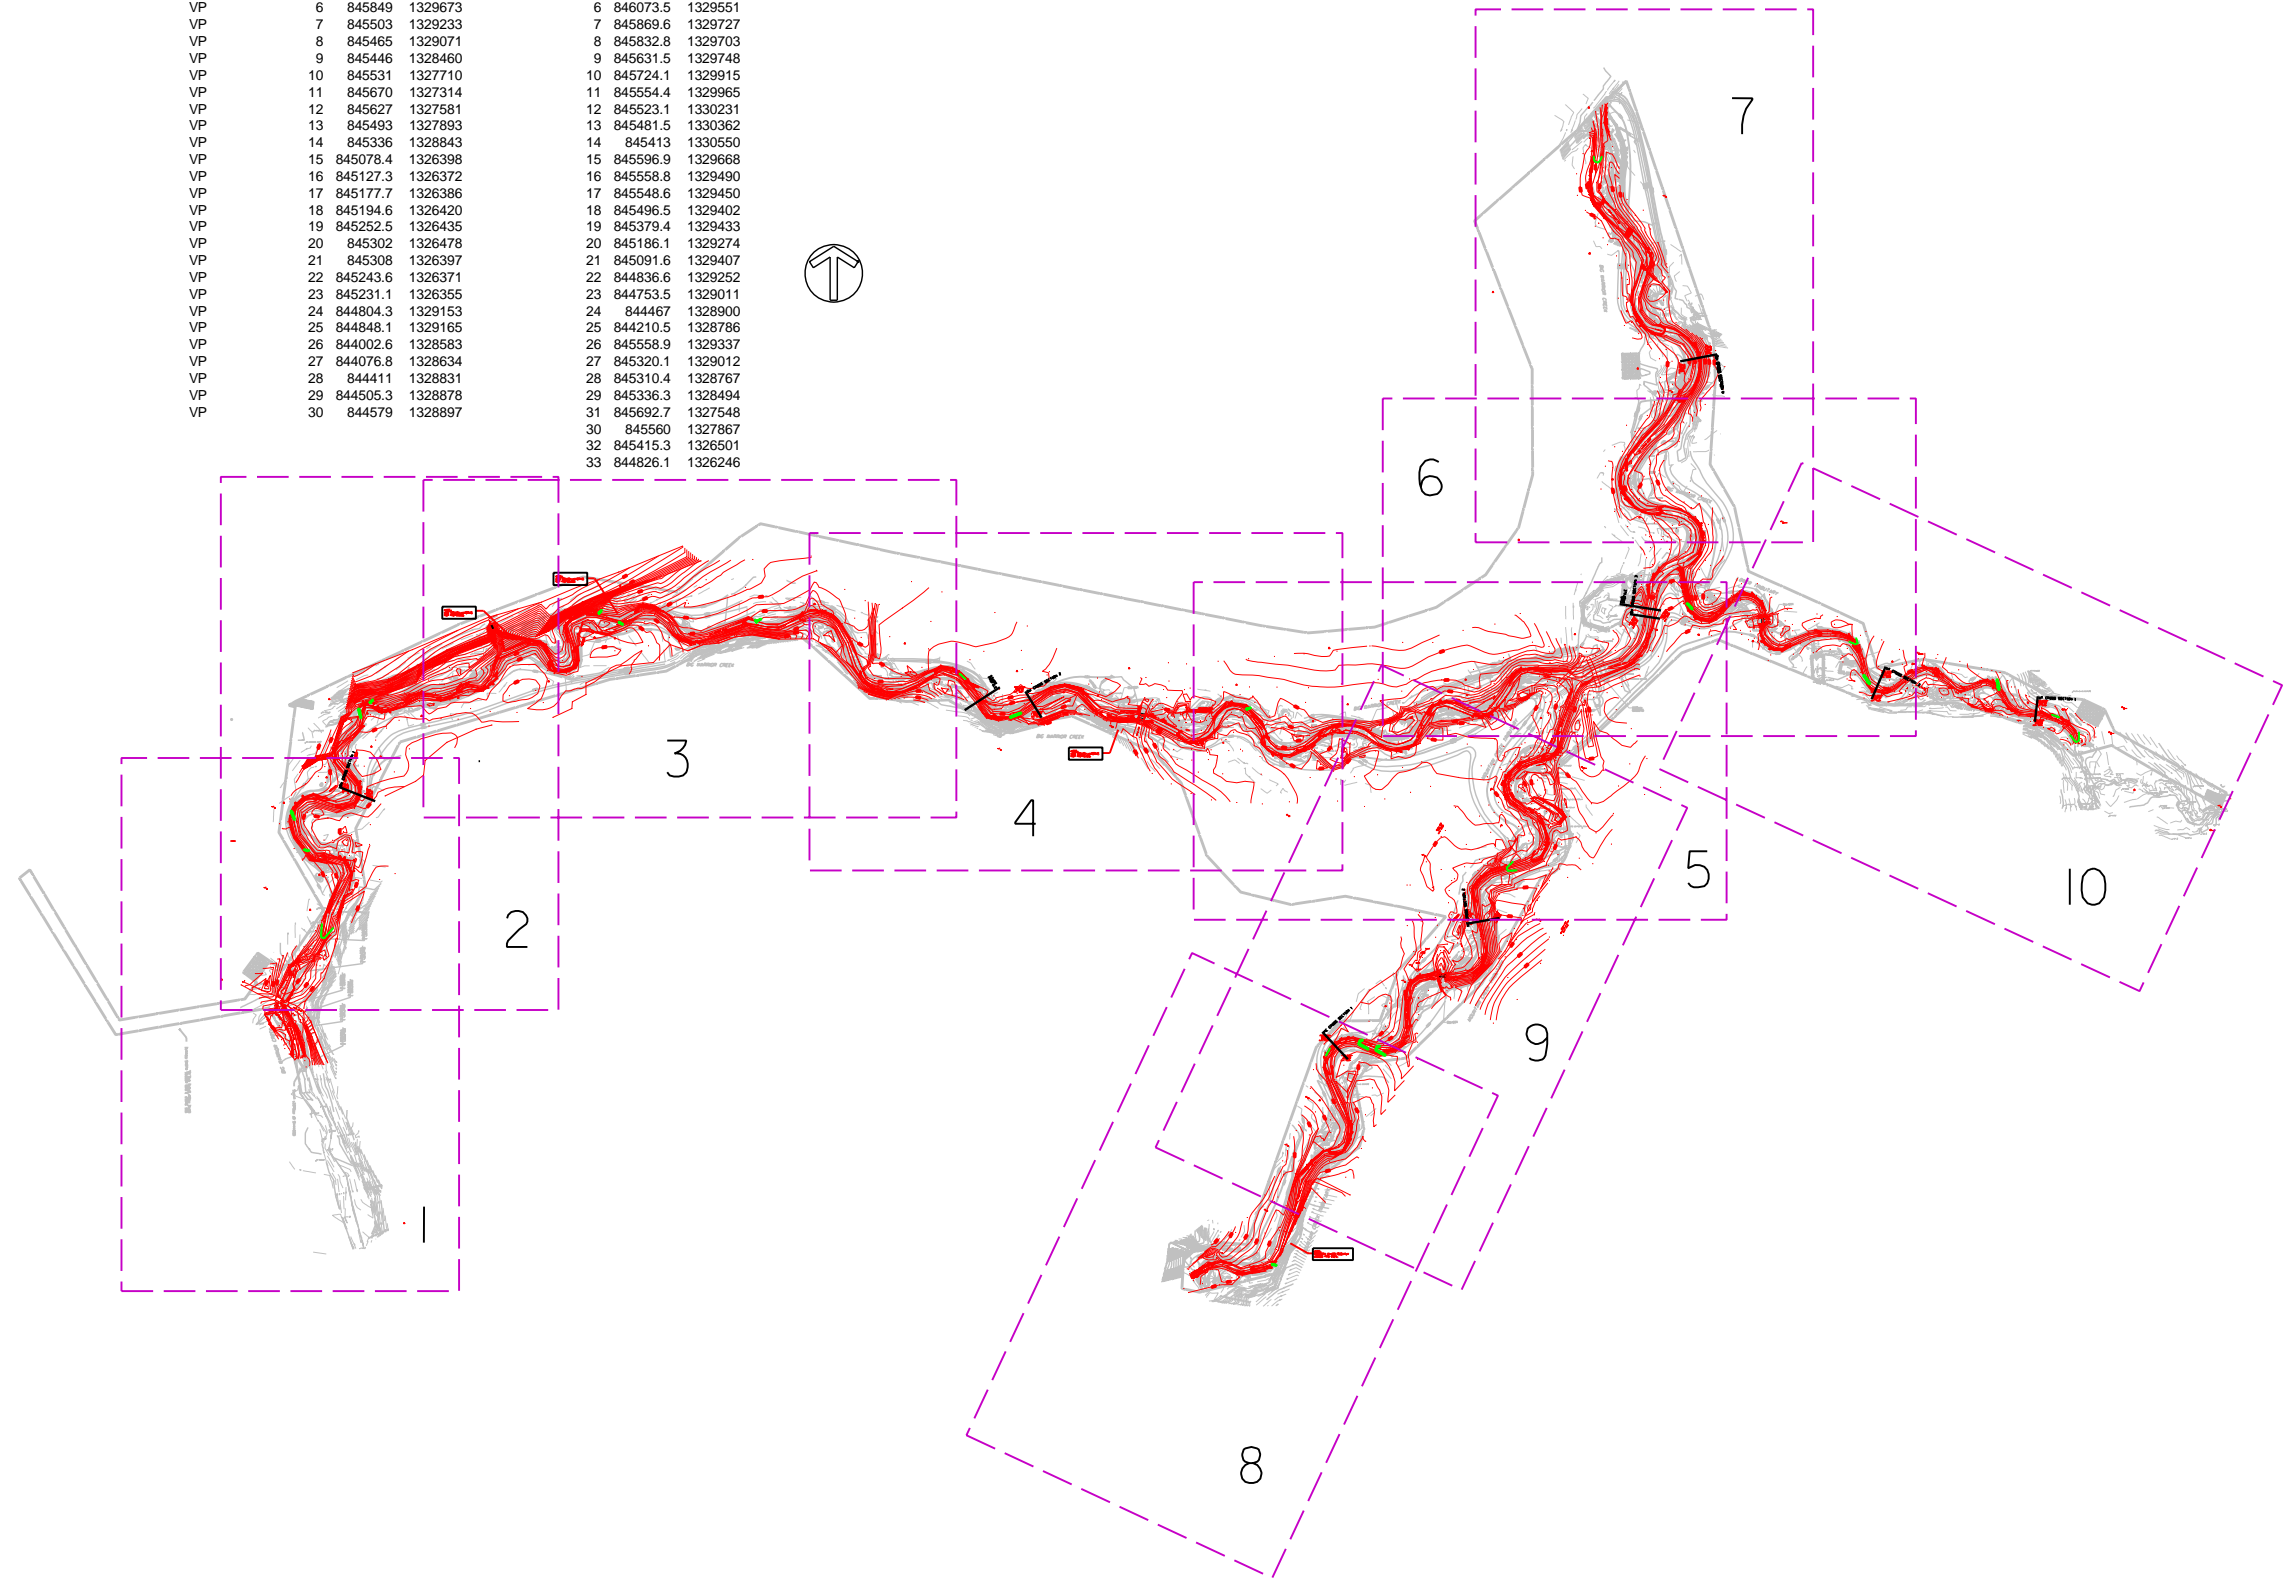 VP 6 845849 1329673 6 846073.5 1329551
VP 7 845503 1329233 7 845869.6 1329727
VP 8 845465 1329071 8 845832.8 1329703
VP 9 845446 1328460 9 845631.5 1329748
VP 10 845531 1327710 10 845724.1 1329915
VP 11 845670 1327314 11 845554.4 1329965
VP 12 845627 1327581 12 845523.1 1330231
VP 13 845493 1327893 13 845481.5 1330362
VP 14 845336 1328843 14 845413 1330550
VP 15 845078.4 1326398 15 845596.9 1329668
VP 16 845127.3 1326372 16 845558.8 1329490
VP 17 845177.7 1326386 17 845548.6 1329450
VP 18 845194.6 1326420 18 845496.5 1329402
VP 19 845252.5 1326435 19 845379.4 1329433
VP 20 845302 1326478 20 845186.1 1329274
VP 21 845308 1326397 21 845091.6 1329407
VP 22 845243.6 1326371 22 844836.6 1329252
VP 23 845231.1 1326355 23 844753.5 1329011
VP 24 844804.3 1329153 24 844467 1328900
VP 25 844848.1 1329165 25 844210.5 1328786
VP 26 844002.6 1328583 26 845558.9 1329337
VP 27 844076.8 1328634 27 845320.1 1329012
VP 28 844411 1328831 28 845310.4 1328767
VP 29 844505.3 1328878 29 845336.3 1328494
VP 30 844579 1328897 31 845692.7 1327548
30 845560 1327867
32 845415.3 1326501
33 844826.1 1326246
7
6
3
4
5
10
2
9
1
8